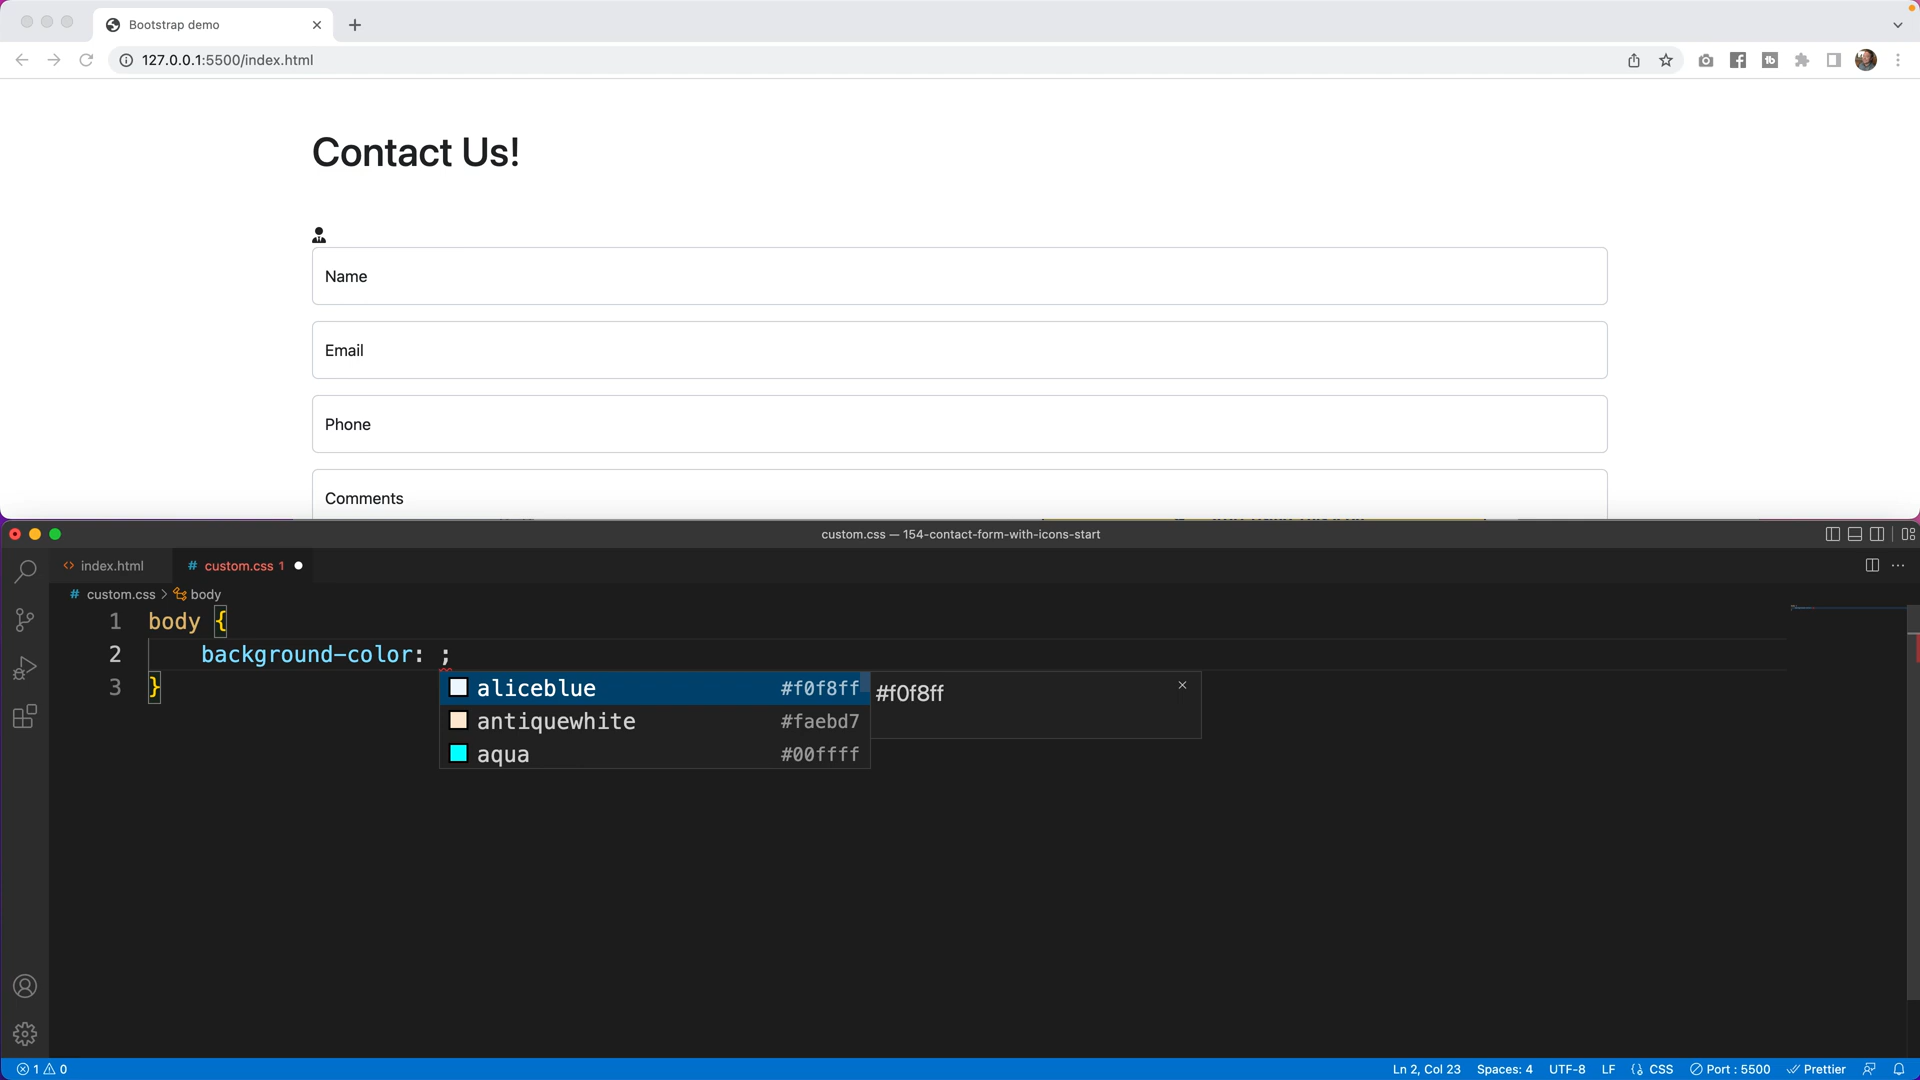 Bootstrap demo
127.0.0.1:5500/index.html
Contact Us!
Name
Email
Phone
Comments
custom.css — 154-contact-form-with-icons-start
index.html
# custom.css 1
# custom.css > body
1 body {
2 background-color: ;
3 }
aliceblue #f0f8ff
#f0f8ff
antiquewhite #faebd7
aqua #00ffff
1 0
Ln 2, Col 23 Spaces: 4 UTF-8 LF CSS Port : 5500 Prettier